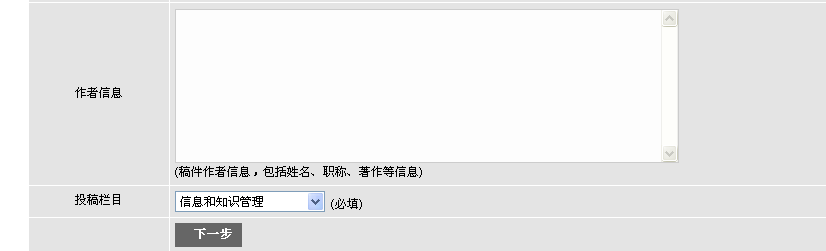 作者信息
(稿件作者信息，包括姓名、职称、著作等信息)
投稿栏目
信息和知识管理 (必填)
下一步